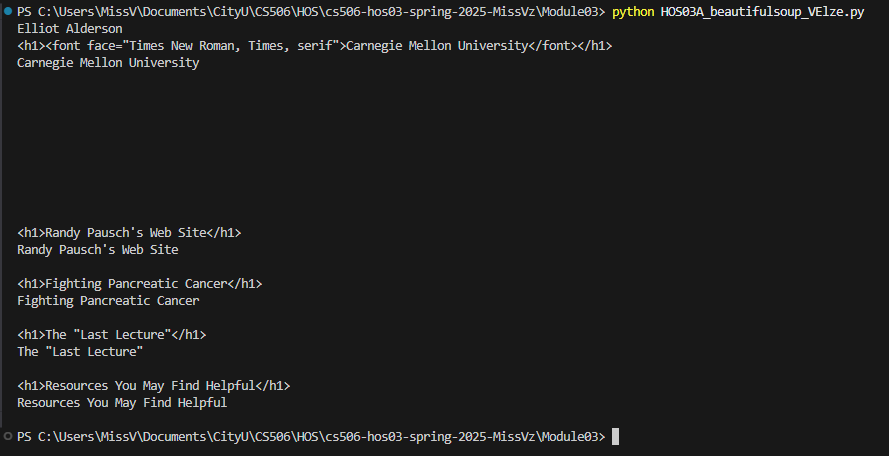 PS C:\Users\MissV\Documents\CityU\CS506\HOS\cs506-hos03-spring-2025-MissVz\Module03> python HOS03A_beautifulsoup_VElze.py
Elliot Alderson
<h1><font face="Times New Roman, Times, serif">Carnegie Mellon University</font></h1>
Carnegie Mellon University
<h1>Randy Pausch's Web Site</h1>
Randy Pausch's Web Site
<h1>Fighting Pancreatic Cancer</h1>
Fighting Pancreatic Cancer
<h1>The "Last Lecture"</h1>
The "Last Lecture"
<h1>Resources You May Find Helpful</h1>
Resources You May Find Helpful
PS C:\Users\MissV\Documents\CityU\CS506\HOS\cs506-hos03-spring-2025-MissVz\Module03>